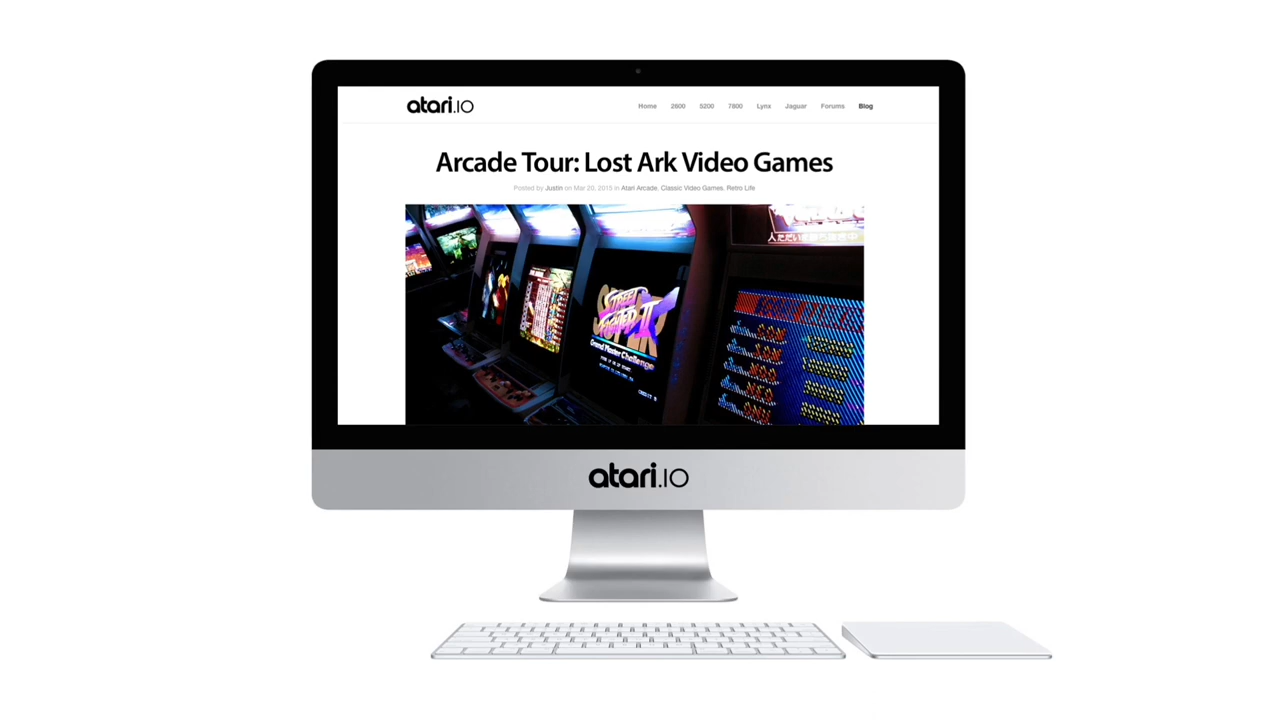 atari.IO
Home 2600 5200 7800 Lynx Jaguar Forums Blog
Arcade Tour: Lost Ark Video Games
Posted by Justin on Mar 20, 2015 in Atari Arcade, Classic Video Games, Retro Life
SUPER
STREET
FIGHTER II X
Grand Master Challenge
atari.IO